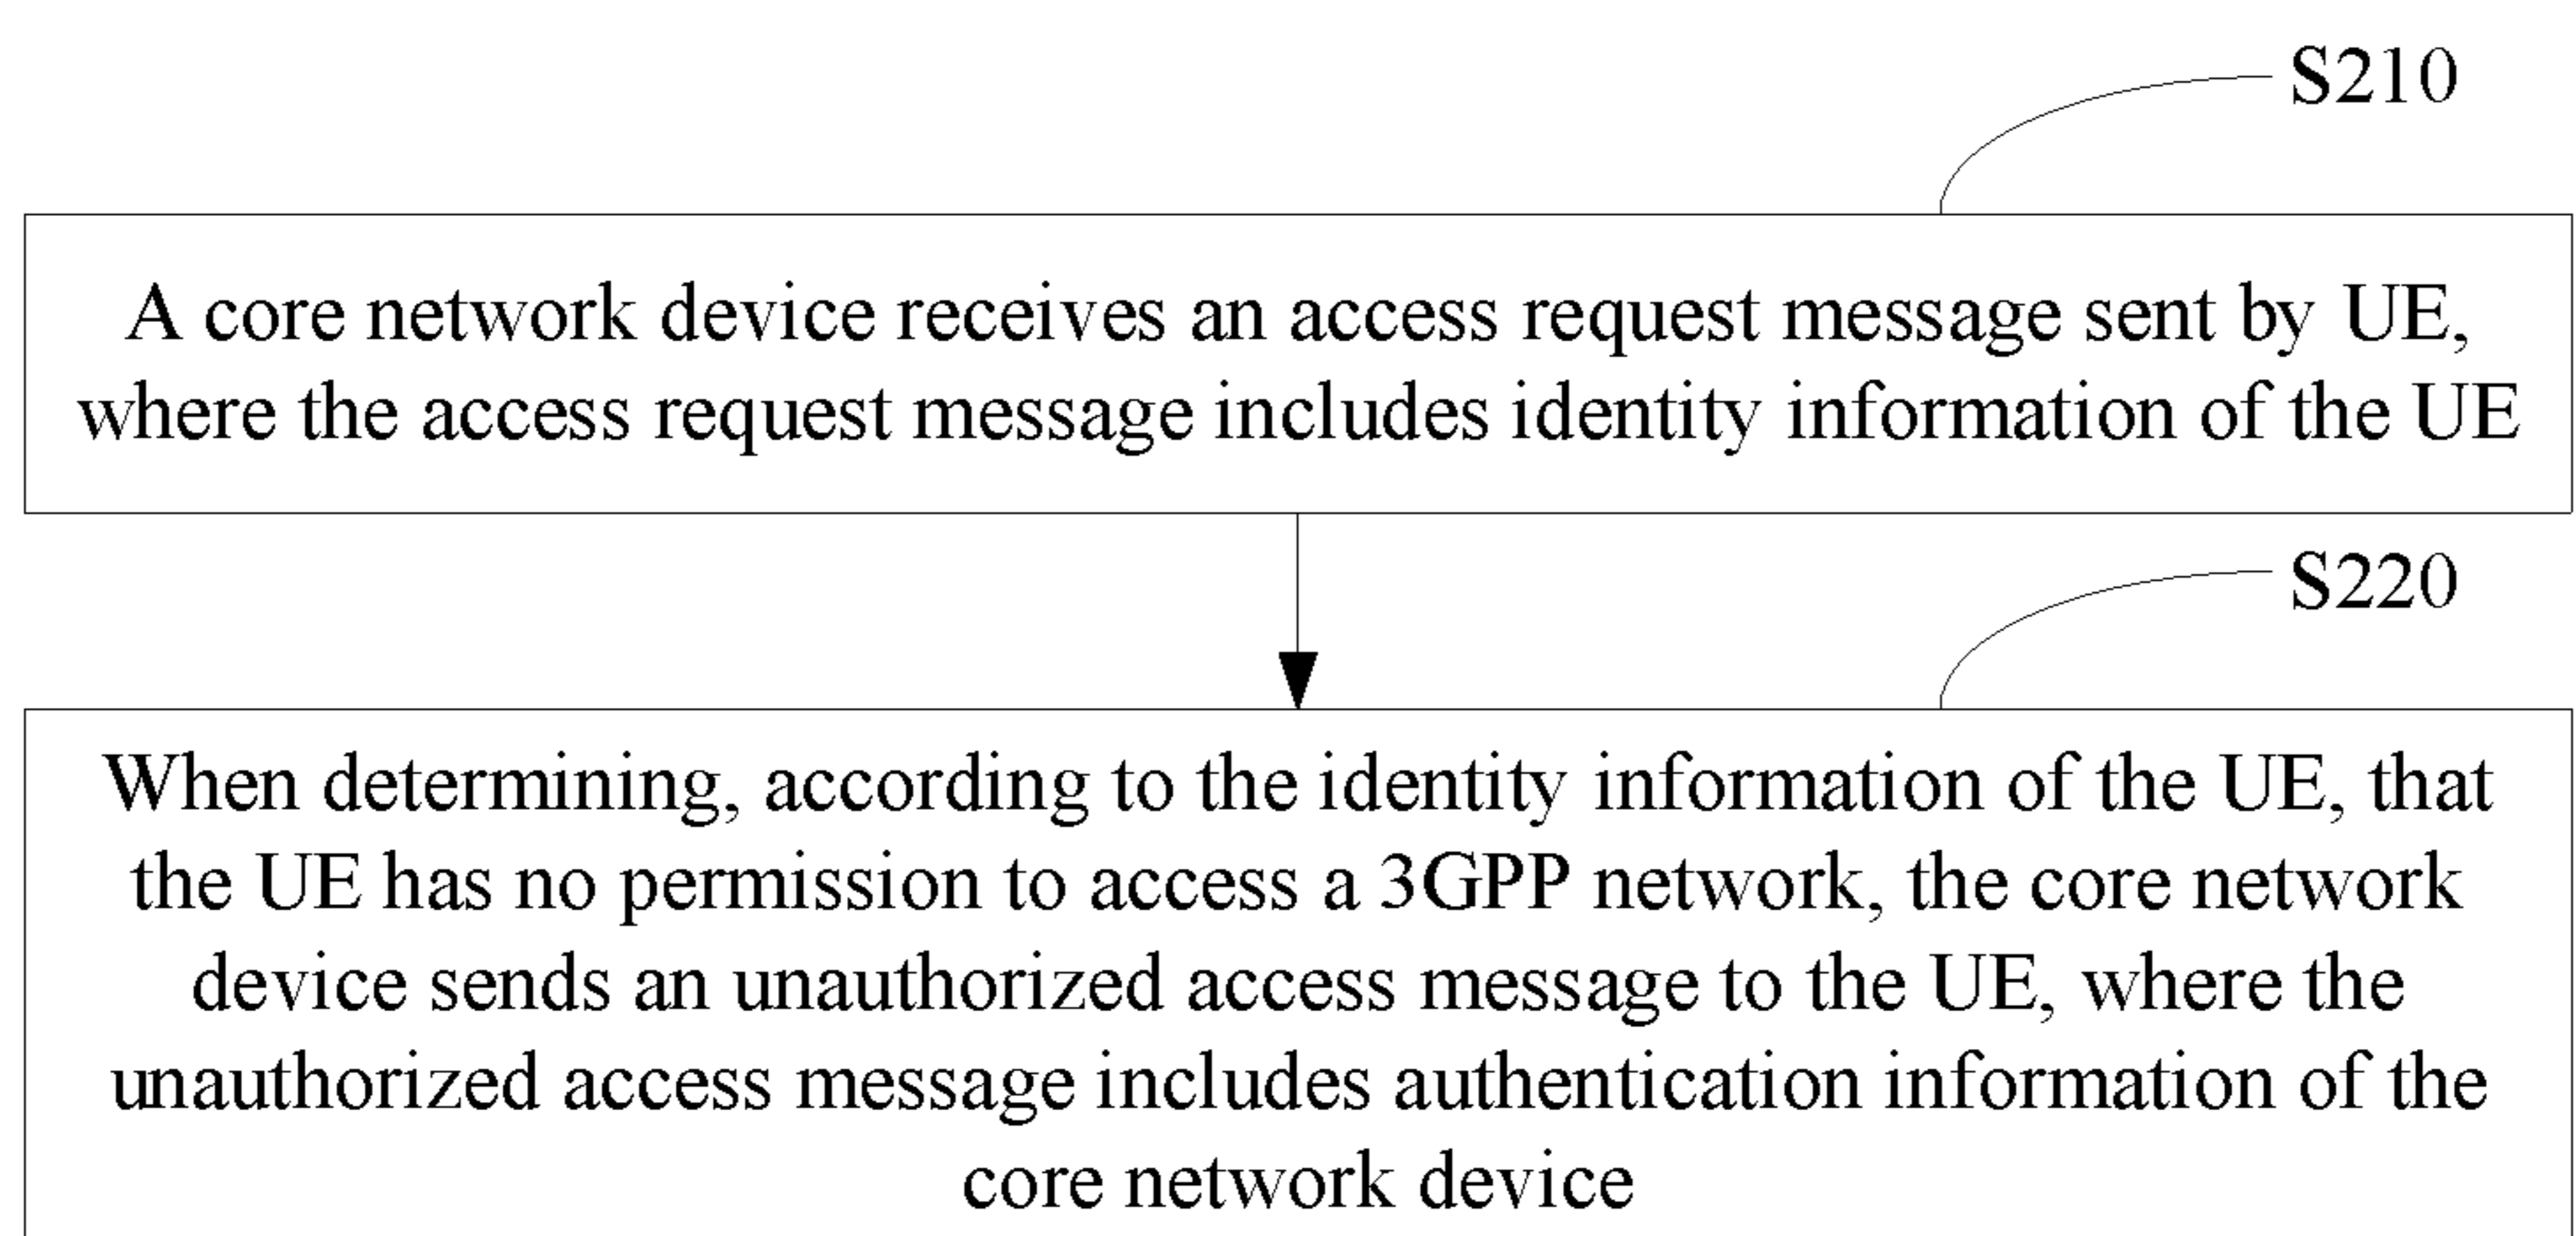 S210
A core network device receives an access request message sent by UE,
where the access request message includes identity information of the UE
S220
When determining, according to the identity information of the UE, that
the UE has no permission to access a 3GPP network, the core network
device sends an unauthorized access message to the UE, where the
unauthorized access message includes authentication information of the
core network device